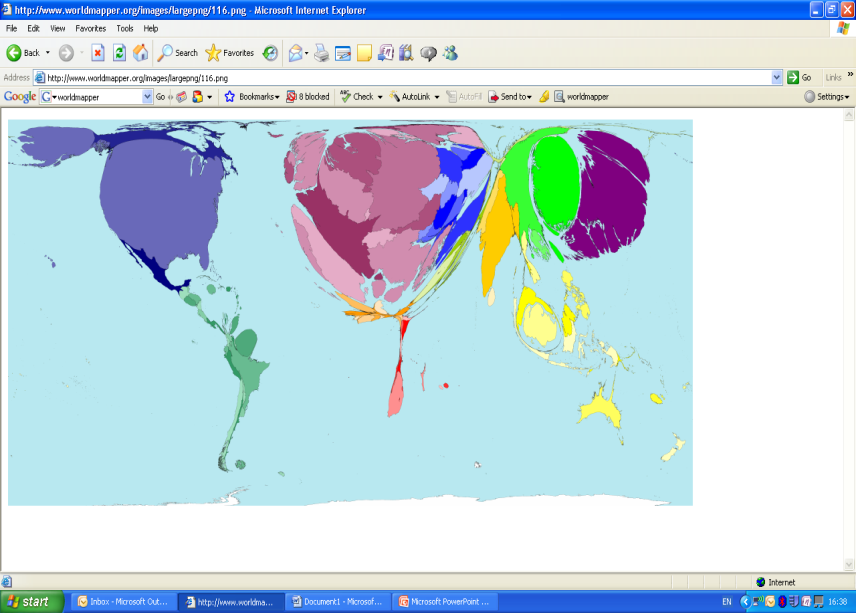 http://www.worldmapper.org/images/largepng/116.png - Microsoft Internet Explorer
File Edit View Favorites Tools Help
Back Search Favorites
Address http://www.worldmapper.org/images/largepng/116.png Go Links »
Google G worldmapper Go Bookmarks 8 blocked ABC Check AutoLink AutoFill Send to worldmapper Settings
Internet
start Inbox - Microsoft Out... http://www.worldma... Document1 - Microsof... Microsoft PowerPoint ... EN 16:38